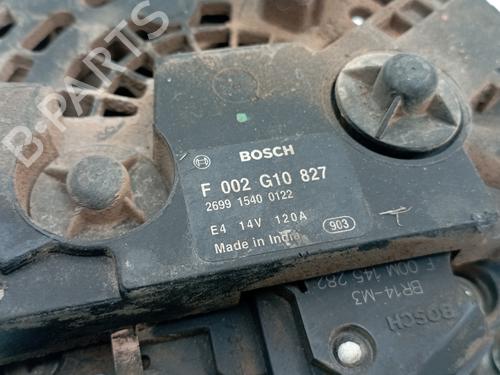 B-PARTS
BOSCH
F 002 G10 827
2699 1540 0122
E4 14V 120A 903
Made in India
F 00M 145 282
BR14-M3
BOSCH